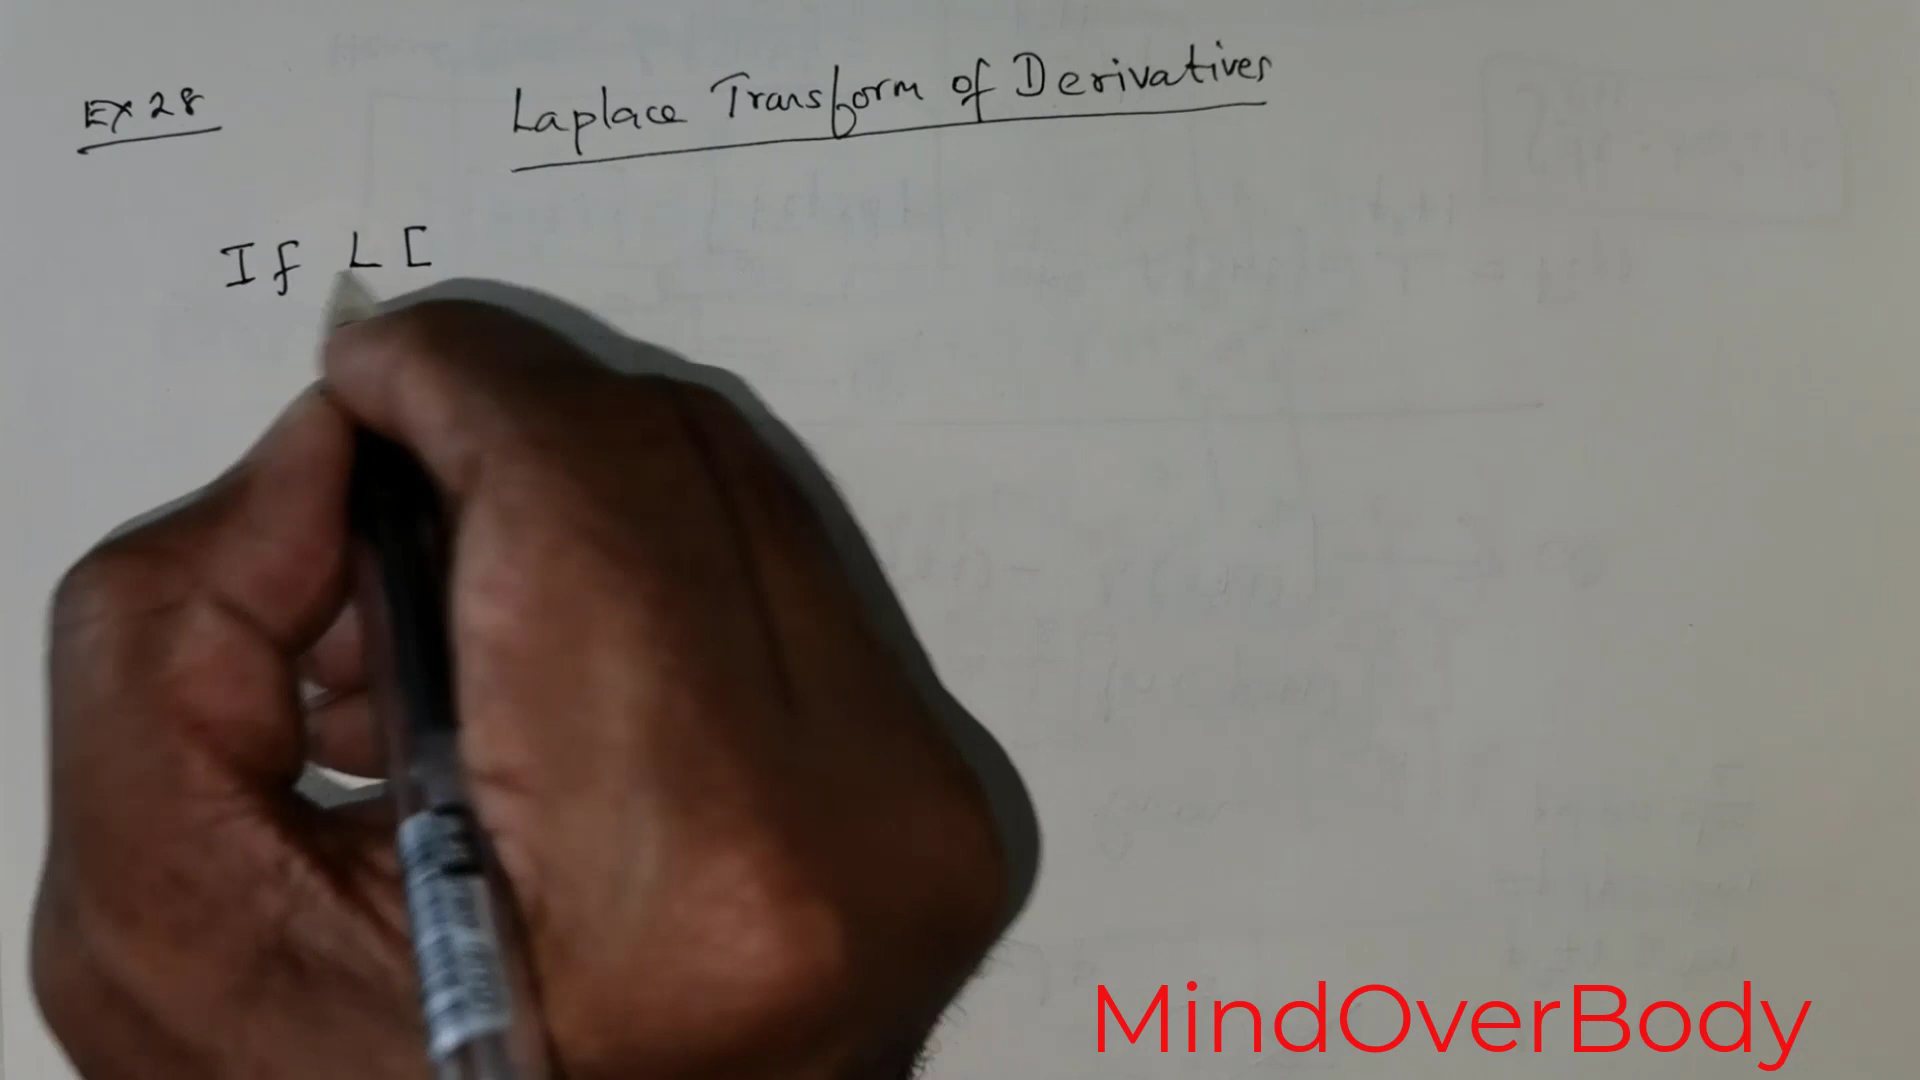 Ex 28
Laplace Transform of Derivatives
If L [
MindOverBody